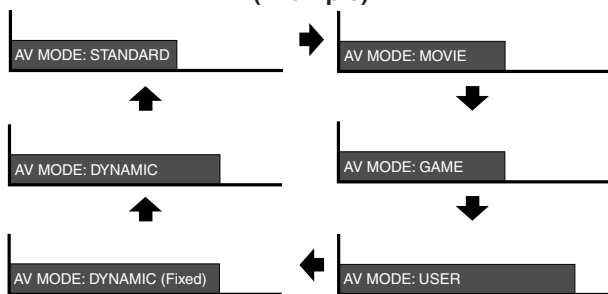 AV MODE: STANDARD
AV MODE: MOVIE
AV MODE: DYNAMIC
AV MODE: GAME
AV MODE: DYNAMIC (Fixed)
AV MODE: USER